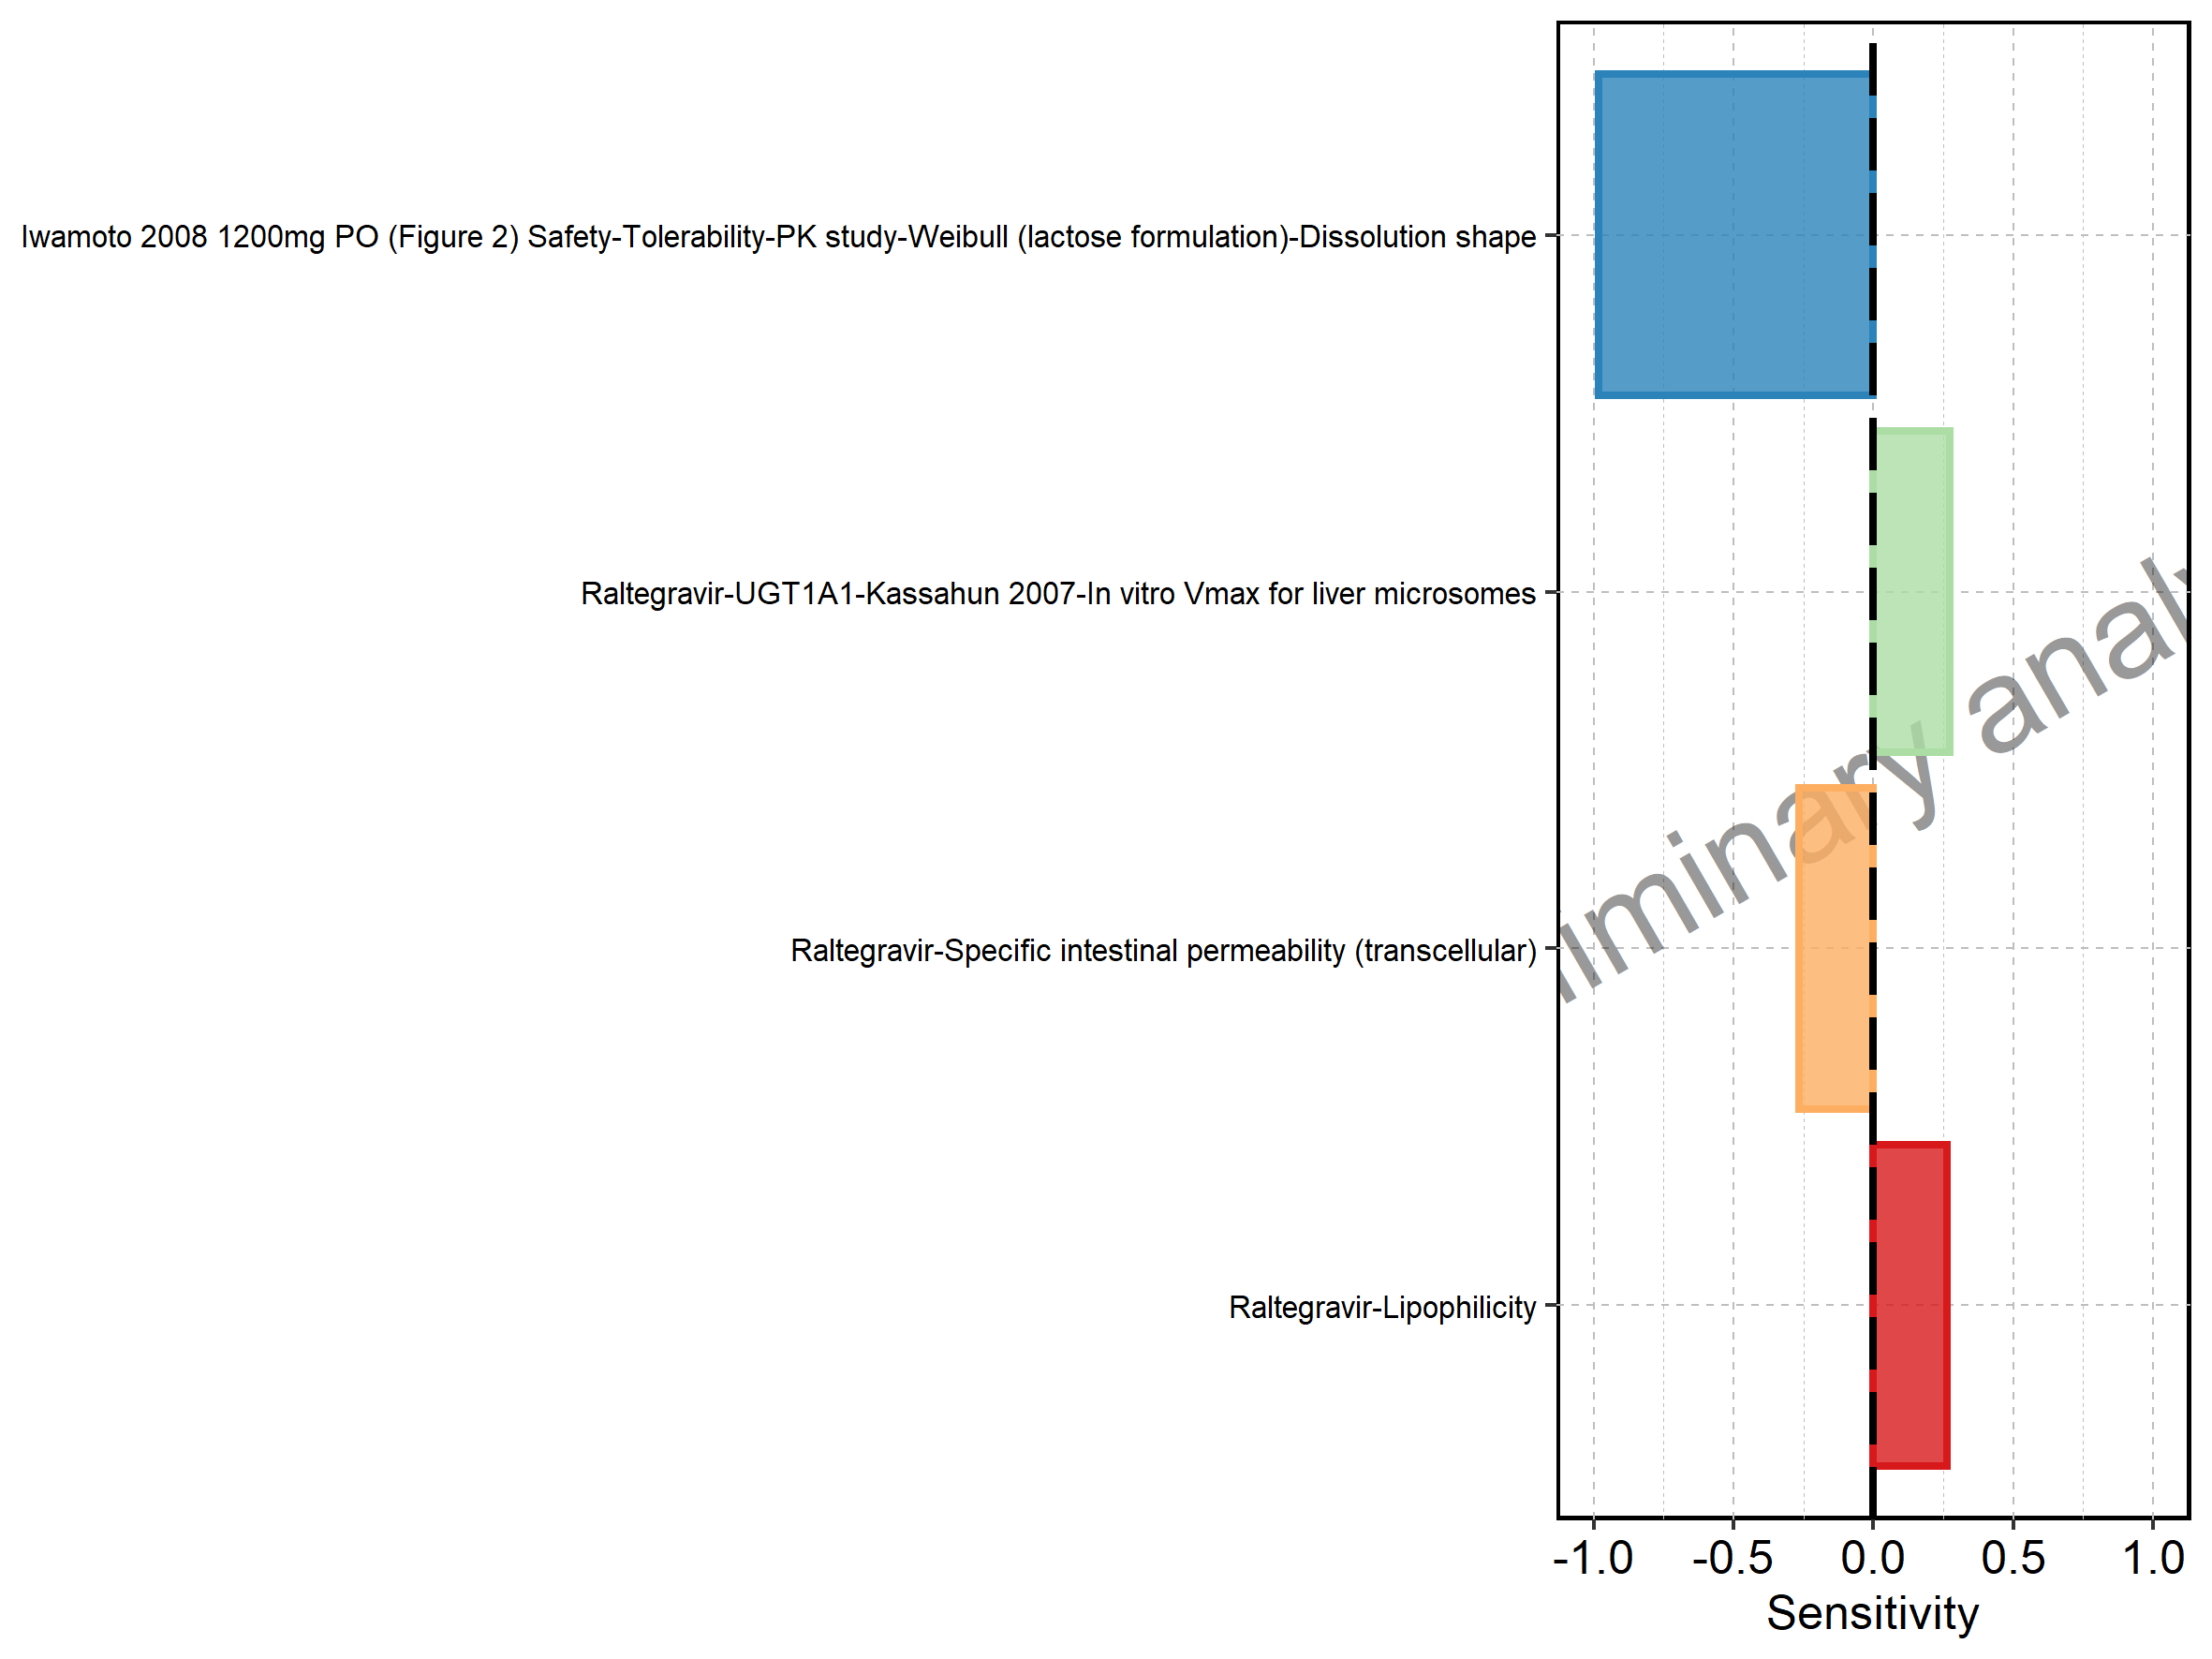 Iwamoto 2008 1200mg PO (Figure 2) Safety-Tolerability-PK study-Weibull (lactose formulation)-Dissolution shape
Raltegravir-UGT1A1-Kassahun 2007-In vitro Vmax for liver microsomes
Raltegravir-Specific intestinal permeability (transcellular)
Raltegravir-Lipophilicity
iminary analy
-1.0 -0.5 0.0 0.5 1.0
Sensitivity